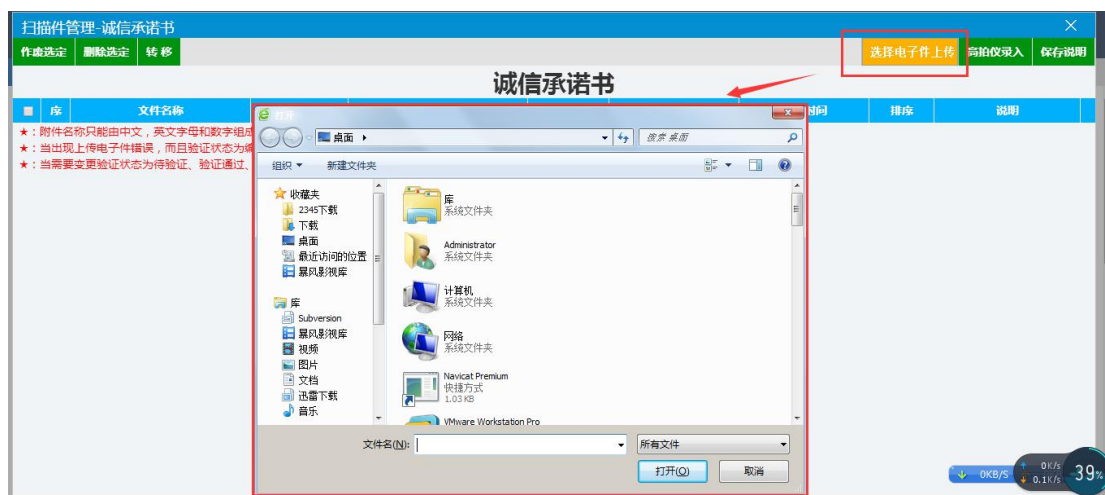 扫描件管理-诚信承诺书
作废选定 删除选定 转 移 选择电子件上传 高拍仪录入 保存说明
诚信承诺书
序 文件名称 时间 排序 说明
★：附件名称只能由中文，英文字母和数字组成
★：当出现上传电子件错误，而且验证状态为编
★：当需要变更验证状态为待验证、验证通过、
打开
桌面
搜索 桌面
组织 新建文件夹
收藏夹
2345下载
下载
桌面
最近访问的位置
暴风影视库
库
Subversion
暴风影视库
视频
图片
文档
迅雷下载
音乐
库
系统文件夹
Administrator
系统文件夹
计算机
系统文件夹
网络
系统文件夹
Navicat Premium
快捷方式
1.03 KB
VMware Workstation Pro
文件名(N): 所有文件
打开(O) 取消
0KB/S
0K/s
0.1K/s
39%